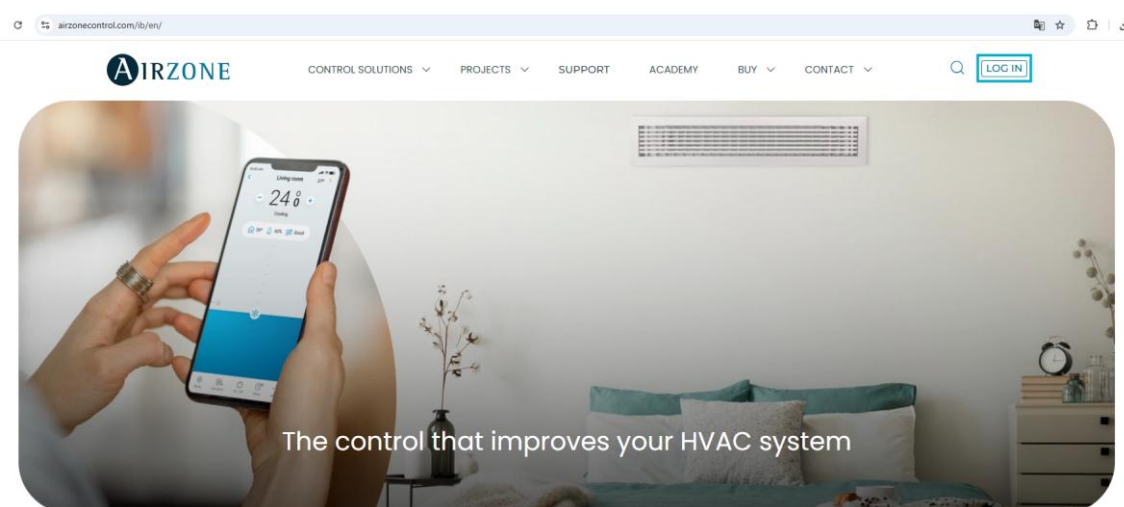 airzonecontrol.com/ib/en/
AIRZONE
CONTROL SOLUTIONS
PROJECTS
SUPPORT
ACADEMY
BUY
CONTACT
LOG IN
Living room
24
Cooling
The control that improves your HVAC system